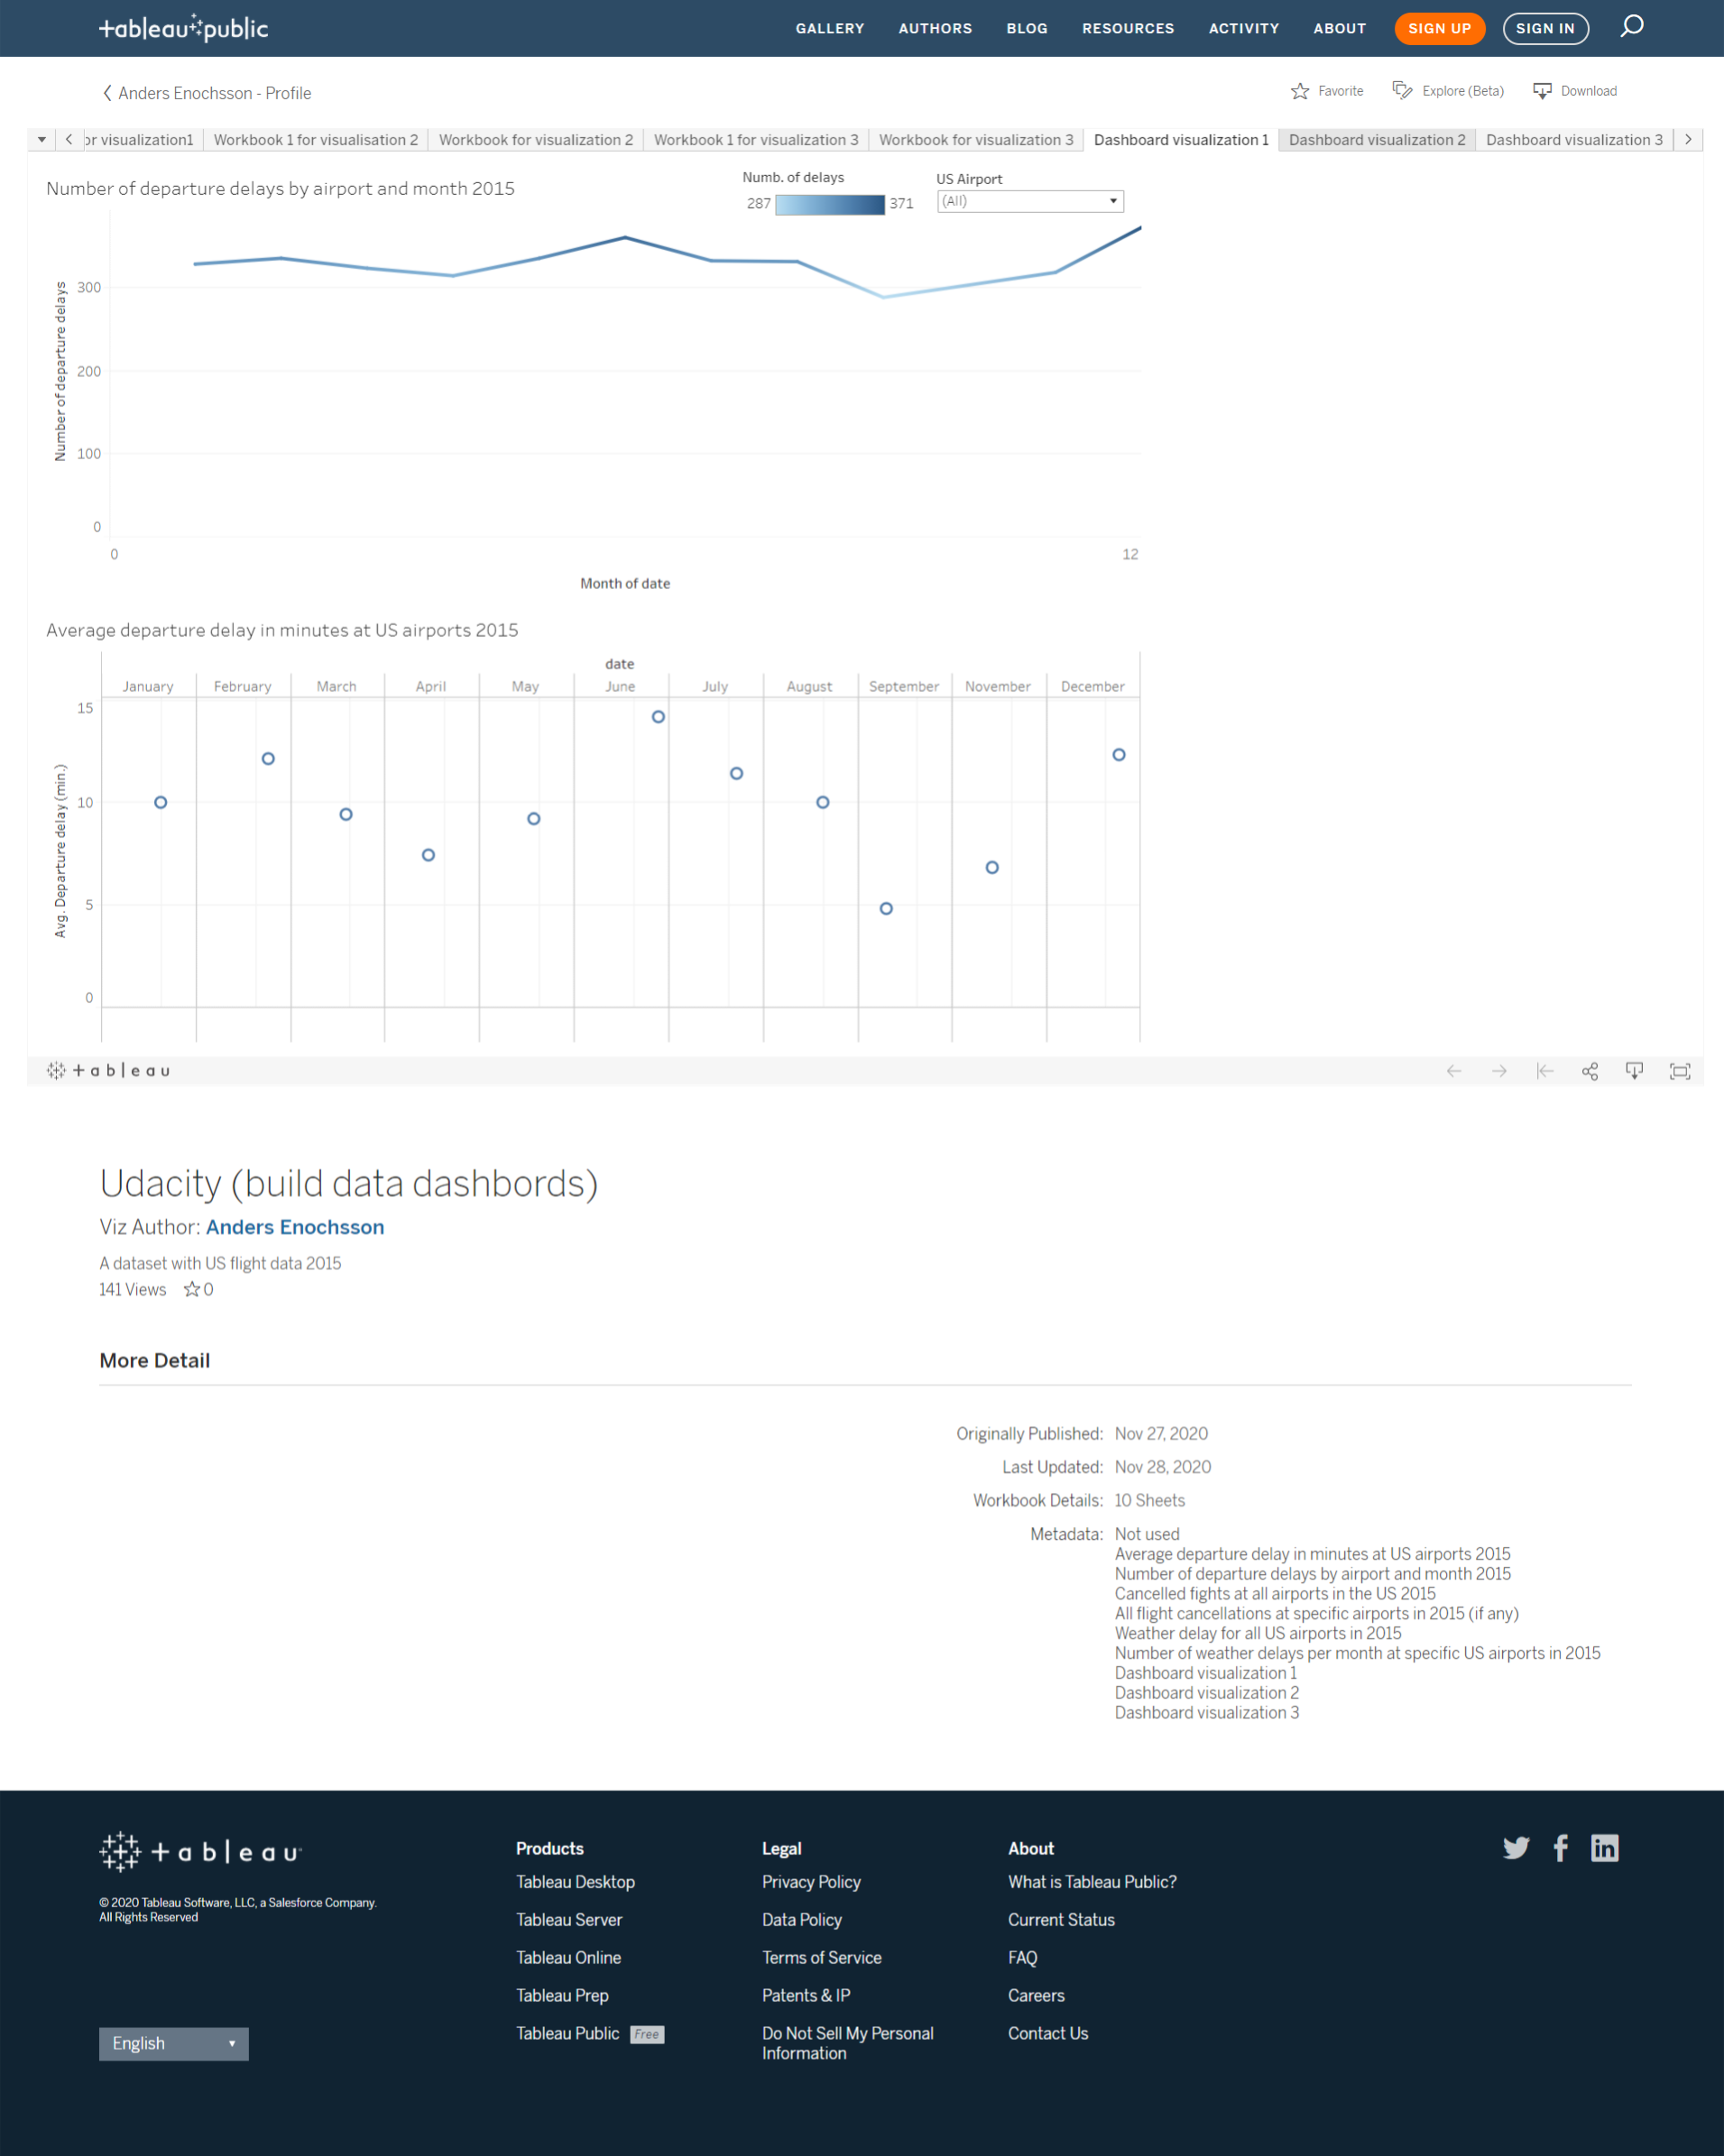 +ableau+public
GALLERY AUTHORS BLOG RESOURCES ACTIVITY ABOUT SIGN UP SIGN IN
Anders Enochsson - Profile
Favorite Explore (Beta) Download
or visualization1 Workbook 1 for visualisation 2 Workbook for visualization 2 Workbook 1 for visualization 3 Workbook for visualization 3 Dashboard visualization 1 Dashboard visualization 2 Dashboard visualization 3
Number of departure delays by airport and month 2015
Numb. of delays
287 371
US Airport
(All)
Number of departure delays
300
200
100
0
0 12
Month of date
Average departure delay in minutes at US airports 2015
date
January February March April May June July August September November December
Avg. Departure delay (min.)
15
10
5
0
+ableau
Udacity (build data dashbords)
Viz Author: Anders Enochsson
A dataset with US flight data 2015
141 Views 0
More Detail
Originally Published: Nov 27, 2020
Last Updated: Nov 28, 2020
Workbook Details: 10 Sheets
Metadata: Not used
Average departure delay in minutes at US airports 2015
Number of departure delays by airport and month 2015
Cancelled fights at all airports in the US 2015
All flight cancellations at specific airports in 2015 (if any)
Weather delay for all US airports in 2015
Number of weather delays per month at specific US airports in 2015
Dashboard visualization 1
Dashboard visualization 2
Dashboard visualization 3
+ableau
© 2020 Tableau Software, LLC, a Salesforce Company.
All Rights Reserved
English
Products
Tableau Desktop
Tableau Server
Tableau Online
Tableau Prep
Tableau Public Free
Legal
Privacy Policy
Data Policy
Terms of Service
Patents & IP
Do Not Sell My Personal
Information
About
What is Tableau Public?
Current Status
FAQ
Careers
Contact Us